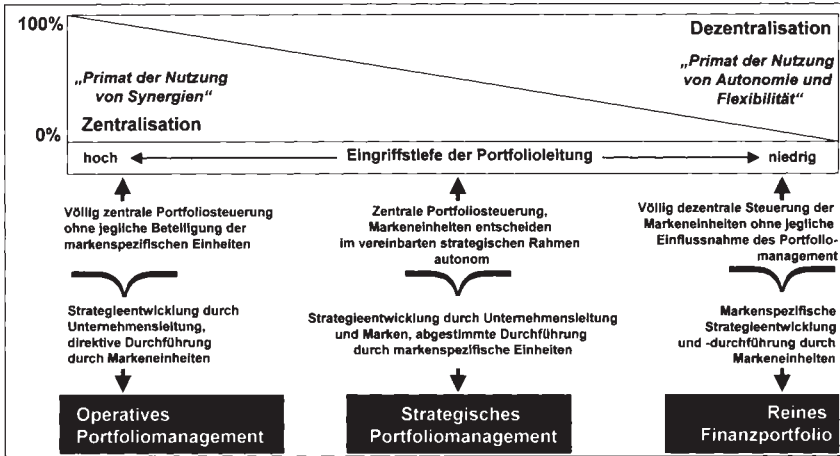 100%
Dezentralisation
„Primat der Nutzung
von Autonomie und
Flexibilität“
„Primat der Nutzung
von Synergien“
Zentralisation
0%
hoch
Eingriffstiefe der Portfolioleitung
niedrig
Völlig zentrale Portfoliosteuerung
ohne jegliche Beteiligung der
markenspezifischen Einheiten
Zentrale Portfoliosteuerung,
Markeneinheiten entscheiden
im vereinbarten strategischen Rahmen
autonom
Völlig dezentrale Steuerung der
Markeneinheiten ohne jegliche
Einflussnahme des Portfolio-
management
Strategieentwicklung durch
Unternehmensleitung,
direktive Durchführung
durch Markeneinheiten
Strategieentwicklung durch Unternehmensleitung
und Marken, abgestimmte Durchführung
durch markenspezifische Einheiten
Markenspezifische
Strategieentwicklung
und -durchführung durch
Markeneinheiten
Operatives
Portfoliomanagement
Strategisches
Portfoliomanagement
Reines
Finanzportfolio